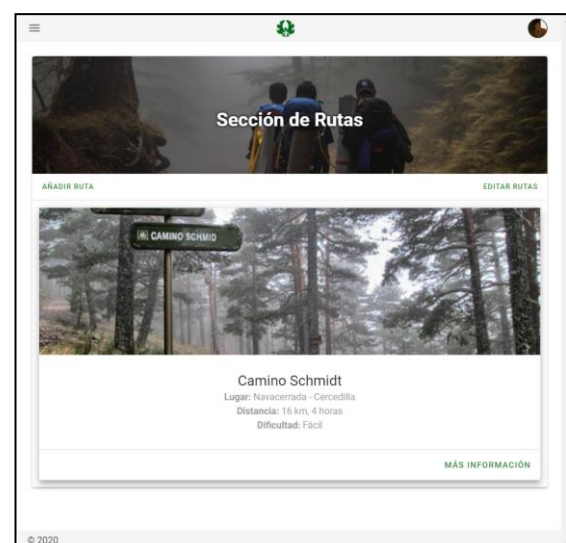 Sección de Rutas
AÑADIR RUTA
EDITAR RUTAS
CAMINO SCHMID
Camino Schmidt
Lugar: Navacerrada - Cercedilla
Distancia: 16 km, 4 horas
Dificultad: Fácil
MÁS INFORMACIÓN
© 2020